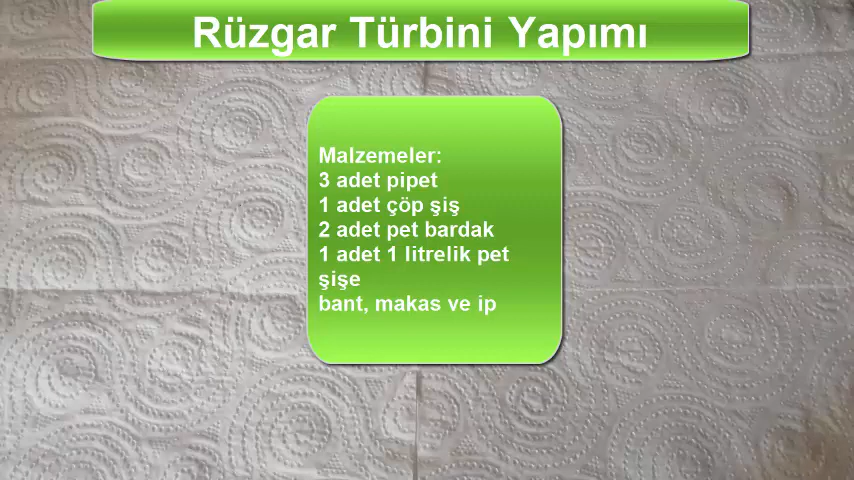 Rüzgar Türbini Yapımı
Malzemeler:
3 adet pipet
1 adet çöp şiş
2 adet pet bardak
1 adet 1 litrelik pet
şişe
bant, makas ve ip